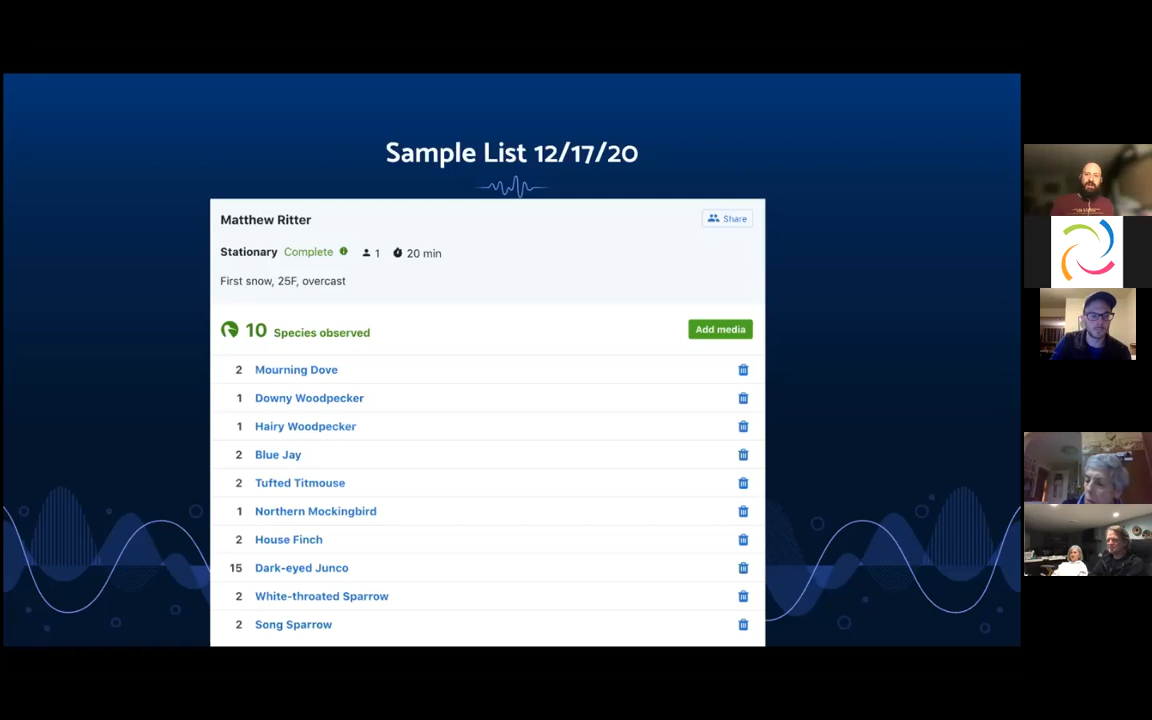 Sample List 12/17/20
Matthew Ritter
Share
Stationary Complete 1 20 min
First snow, 25F, overcast
10 Species observed
Add media
2 Mourning Dove
1 Downy Woodpecker
1 Hairy Woodpecker
2 Blue Jay
2 Tufted Titmouse
1 Northern Mockingbird
2 House Finch
15 Dark-eyed Junco
2 White-throated Sparrow
2 Song Sparrow